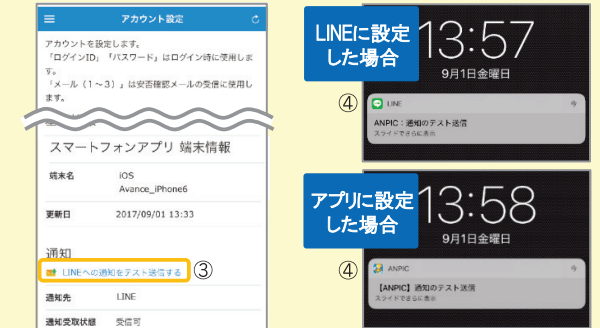 アカウント設定
アカウントを設定します。
「ログインID」「パスワード」はログイン時に使用しま
す。
「メール（1～3）」は安否確認メールの受信に使用し
ます。
スマートフォンアプリ 端末情報
端末名 iOS
Avance_iPhone6
更新日 2017/09/01 13:33
通知
LINEへの通知をテスト送信する ③
通知先 LINE
通知受取状態 受信可
LINEに設定
した場合
13:57
9月1日金曜日
④
LINE 今
ANPIC：通知のテスト送信
スライドでさらに表示
アプリに設定
した場合
13:58
9月1日金曜日
④
ANPIC 今
【ANPIC】通知のテスト送信
スライドでさらに表示